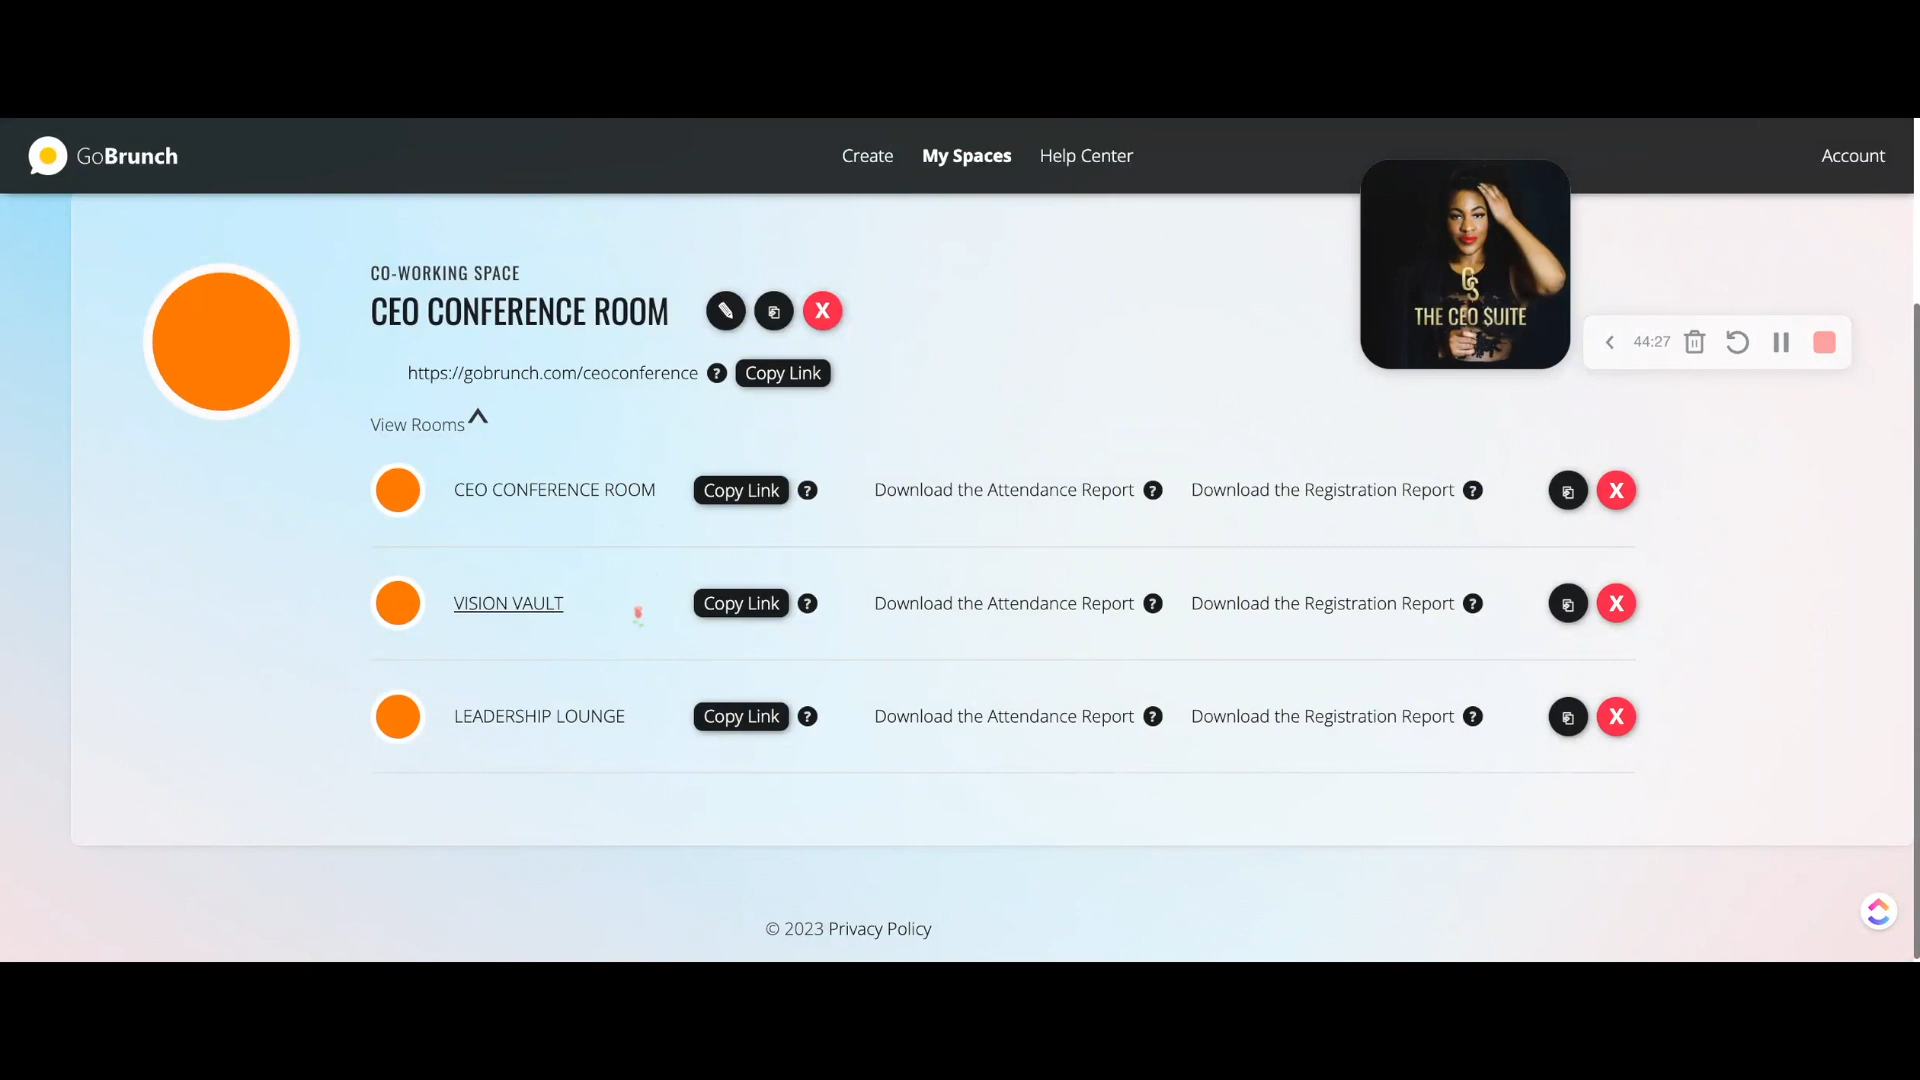 GoBrunch
Create
My Spaces
Help Center
Account
CO-WORKING SPACE
CEO CONFERENCE ROOM
X
https://gobrunch.com/ceoconference ? Copy Link
THE CEO SUITE
44:27
View Rooms
CEO CONFERENCE ROOM Copy Link ? Download the Attendance Report ? Download the Registration Report ? X
VISION VAULT Copy Link ? Download the Attendance Report ? Download the Registration Report ? X
LEADERSHIP LOUNGE Copy Link ? Download the Attendance Report ? Download the Registration Report ? X
© 2023 Privacy Policy